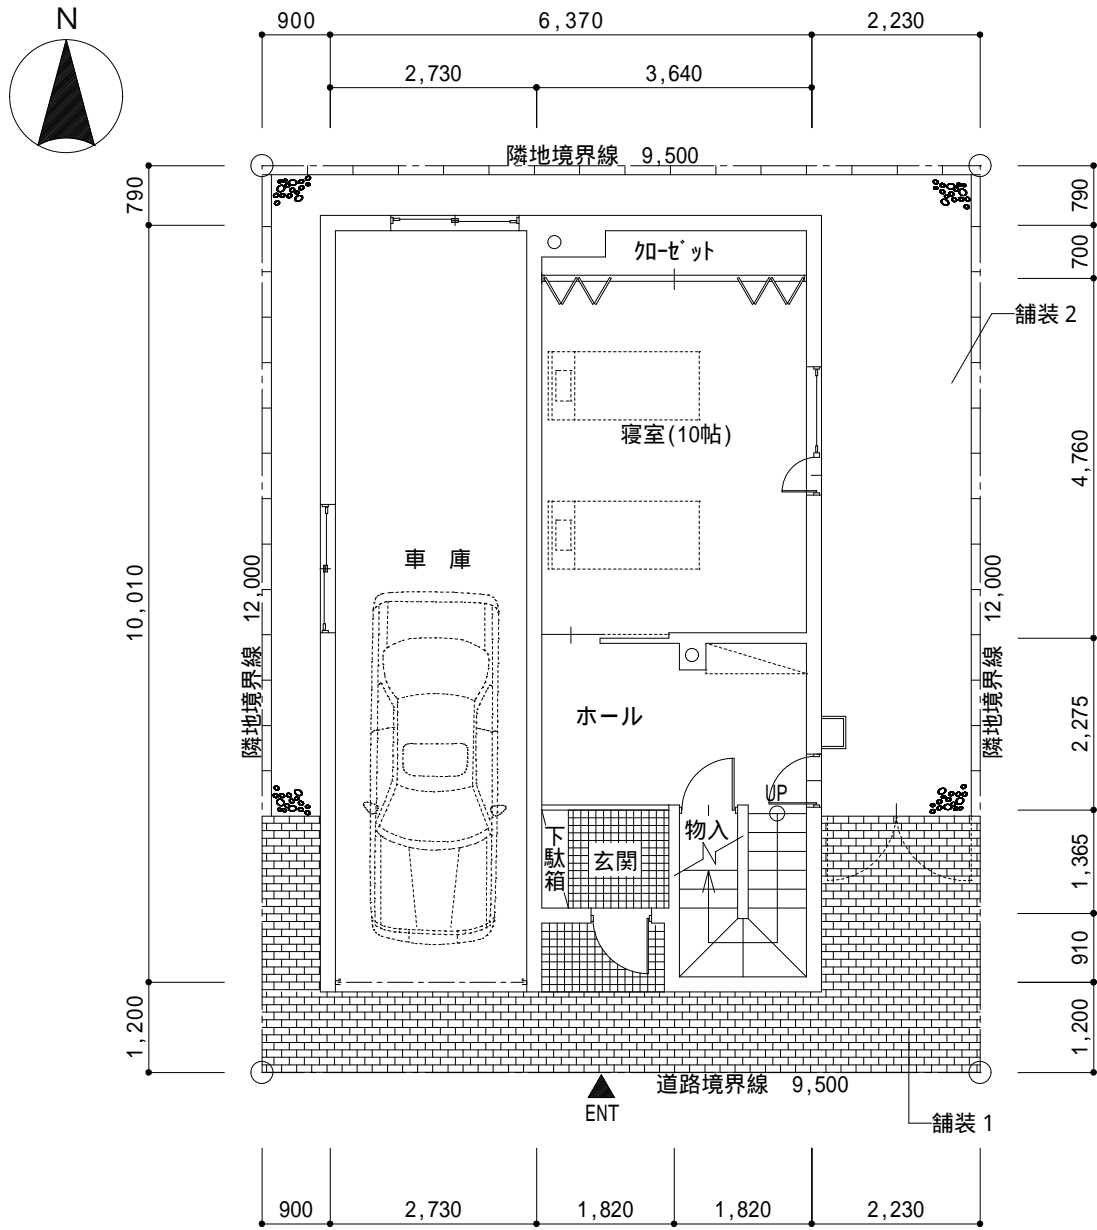 N
900
6,370
2,230
2,730
3,640
隣地境界線 9,500
790
790
700
クローゼット
舗装 2
寝室(10帖)
4,760
車 庫
10,010
隣地境界線 12,000
隣地境界線 12,000
ホール
2,275
UP
物入
下駄箱
玄関
1,365
910
1,200
1,200
道路境界線 9,500
ENT
舗装 1
900
2,730
1,820
1,820
2,230